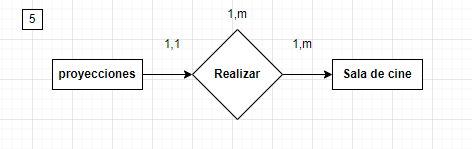 5
1,m
1,1
1,m
proyecciones
Realizar
Sala de cine